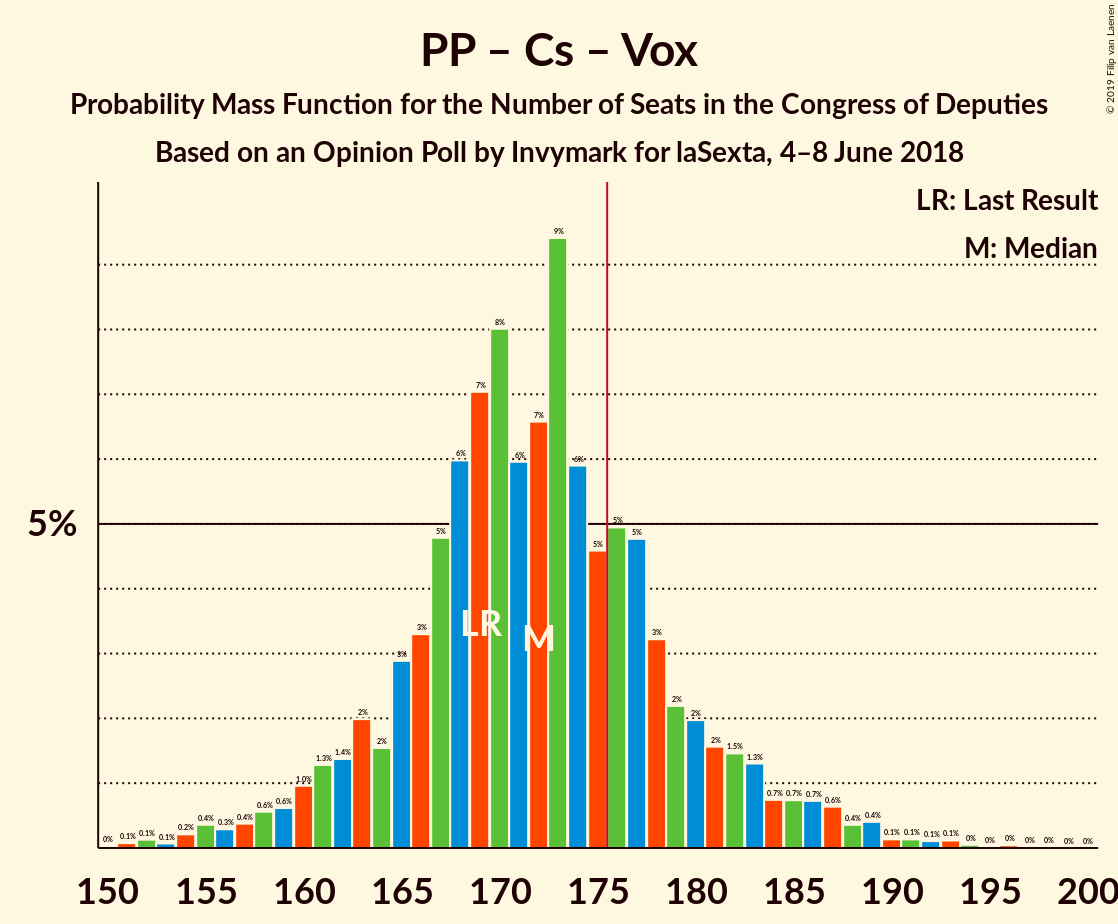 PP – Cs – Vox
Probability Mass Function for the Number of Seats in the Congress of Deputies
Based on an Opinion Poll by Invymark for laSexta, 4–8 June 2018
© 2019 Filip van Laenen
LR: Last Result
M: Median
5%
0% 0.1% 0.1% 0.1% 0.2% 0.4% 0.3% 0.4% 0.6% 0.6% 1.0% 1.3% 1.4% 2% 2% 3% 3% 5% 6% 7% 8% 6% 7% 9% 6% 5% 5% 5% 3% 2% 2% 2% 1.5% 1.3% 0.7% 0.7% 0.7% 0.6% 0.4% 0.4% 0.1% 0.1% 0.1% 0.1% 0% 0% 0% 0% 0% 0% 0%
LR
M
150 155 160 165 170 175 180 185 190 195 200